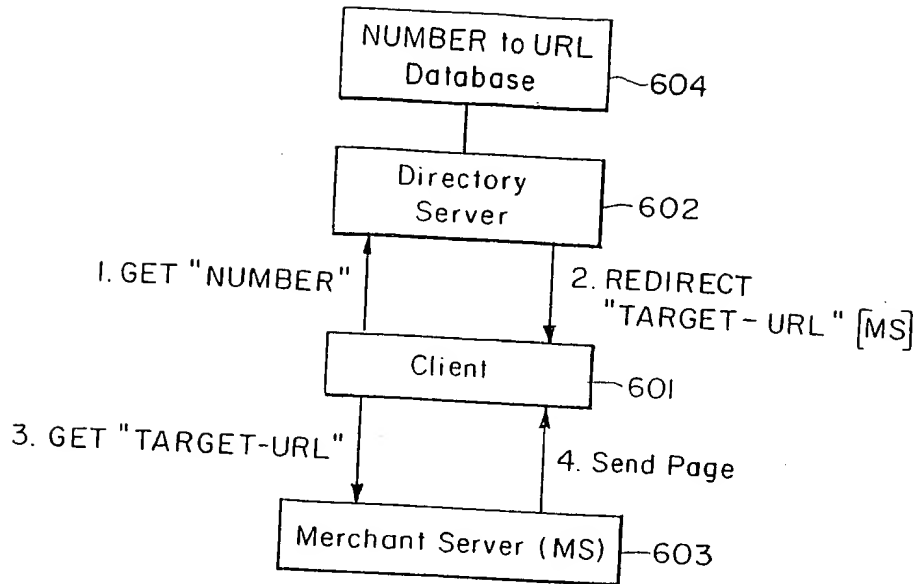 NUMBER to URL
Database
604
Directory
Server
602
1. GET "NUMBER"
2. REDIRECT
"TARGET-URL" [MS]
Client
601
3. GET "TARGET-URL"
4. Send Page
Merchant Server (MS)
603